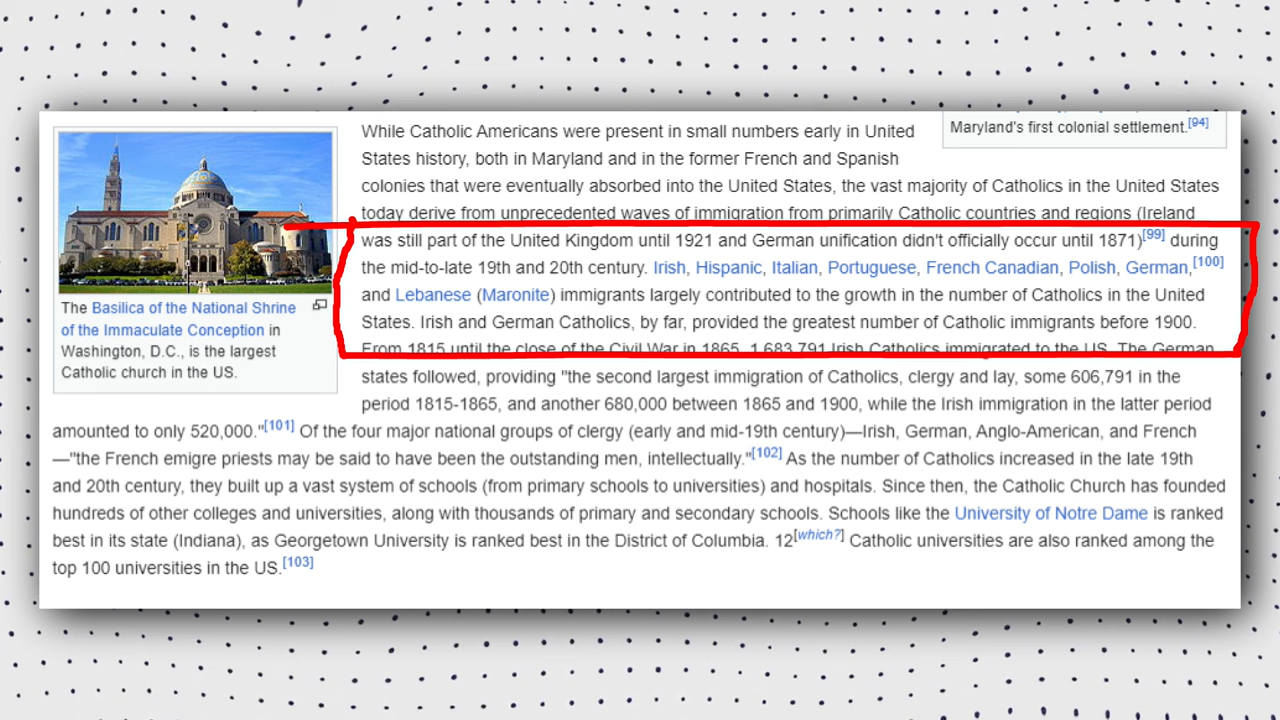 Maryland's first colonial settlement.[94]
While Catholic Americans were present in small numbers early in United
States history, both in Maryland and in the former French and Spanish
colonies that were eventually absorbed into the United States, the vast majority of Catholics in the United States
today derive from unprecedented waves of immigration from primarily Catholic countries and regions (Ireland
was still part of the United Kingdom until 1921 and German unification didn't officially occur until 1871)[99] during
the mid-to-late 19th and 20th century. Irish, Hispanic, Italian, Portuguese, French Canadian, Polish, German,[100]
and Lebanese (Maronite) immigrants largely contributed to the growth in the number of Catholics in the United
States. Irish and German Catholics, by far, provided the greatest number of Catholic immigrants before 1900.
From 1815 until the close of the Civil War in 1865, 1,683,791 Irish Catholics immigrated to the US. The German
states followed, providing "the second largest immigration of Catholics, clergy and lay, some 606,791 in the
period 1815-1865, and another 680,000 between 1865 and 1900, while the Irish immigration in the latter period
amounted to only 520,000."[101] Of the four major national groups of clergy (early and mid-19th century)—Irish, German, Anglo-American, and French
—"the French emigre priests may be said to have been the outstanding men, intellectually."[102] As the number of Catholics increased in the late 19th
and 20th century, they built up a vast system of schools (from primary schools to universities) and hospitals. Since then, the Catholic Church has founded
hundreds of other colleges and universities, along with thousands of primary and secondary schools. Schools like the University of Notre Dame is ranked
best in its state (Indiana), as Georgetown University is ranked best in the District of Columbia. 12[which?] Catholic universities are also ranked among the
top 100 universities in the US.[103]
The Basilica of the National Shrine
of the Immaculate Conception in
Washington, D.C., is the largest
Catholic church in the US.